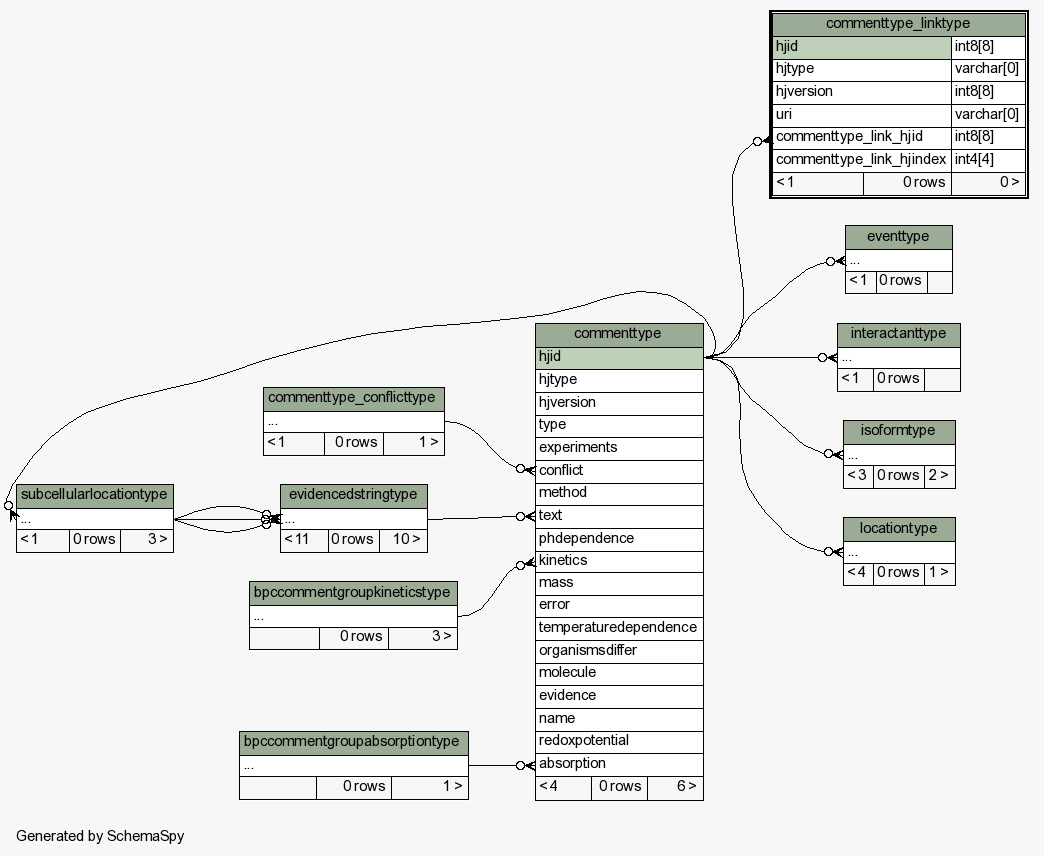 commenttype_linktype
hjid int8[8]
hjtype varchar[0]
hjversion int8[8]
uri varchar[0]
commenttype_link_hjid int8[8]
commenttype_link_hjindex int4[4]
< 1 0 rows 0 >
eventtype
...
< 1 0 rows
interactanttype
...
< 1 0 rows
isoformtype
...
< 3 0 rows 2 >
locationtype
...
< 4 0 rows 1 >
commenttype
hjid
hjtype
hjversion
type
experiments
conflict
method
text
phdependence
kinetics
mass
error
temperaturedependence
organismsdiffer
molecule
evidence
name
redoxpotential
absorption
< 4 0 rows 6 >
commenttype_conflicttype
...
< 1 0 rows 1 >
subcellularlocationtype
...
< 1 0 rows 3 >
evidencedstringtype
...
< 11 0 rows 10 >
bpccommentgroupkineticstype
...
0 rows 3 >
bpccommentgroupabsorptiontype
...
0 rows 1 >
Generated by SchemaSpy